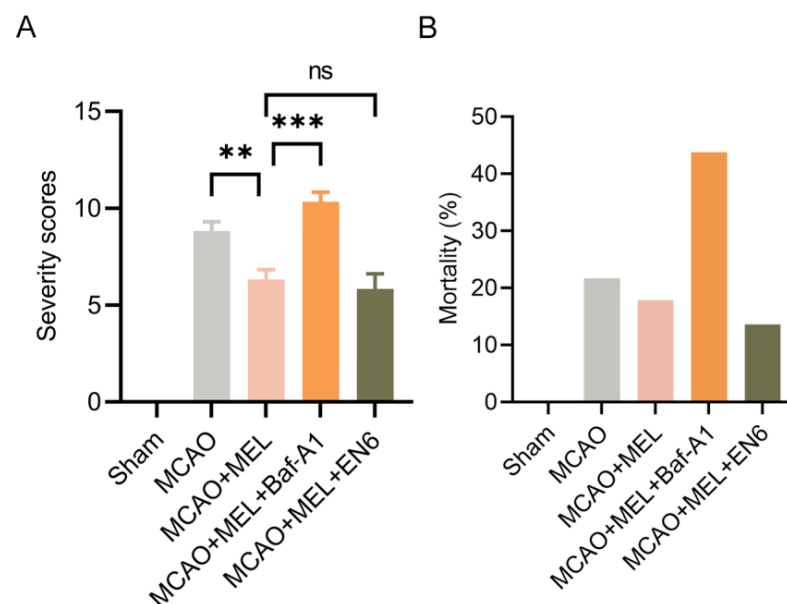 A
Severity scores
15
10
5
0
**
***
ns
Sham
MCAO
MCAO+MEL
MCAO+MEL+Baf-A1
MCAO+MEL+EN6
B
Mortality (%)
50
40
30
20
10
0
Sham
MCAO
MCAO+MEL
MCAO+MEL+Baf-A1
MCAO+MEL+EN6